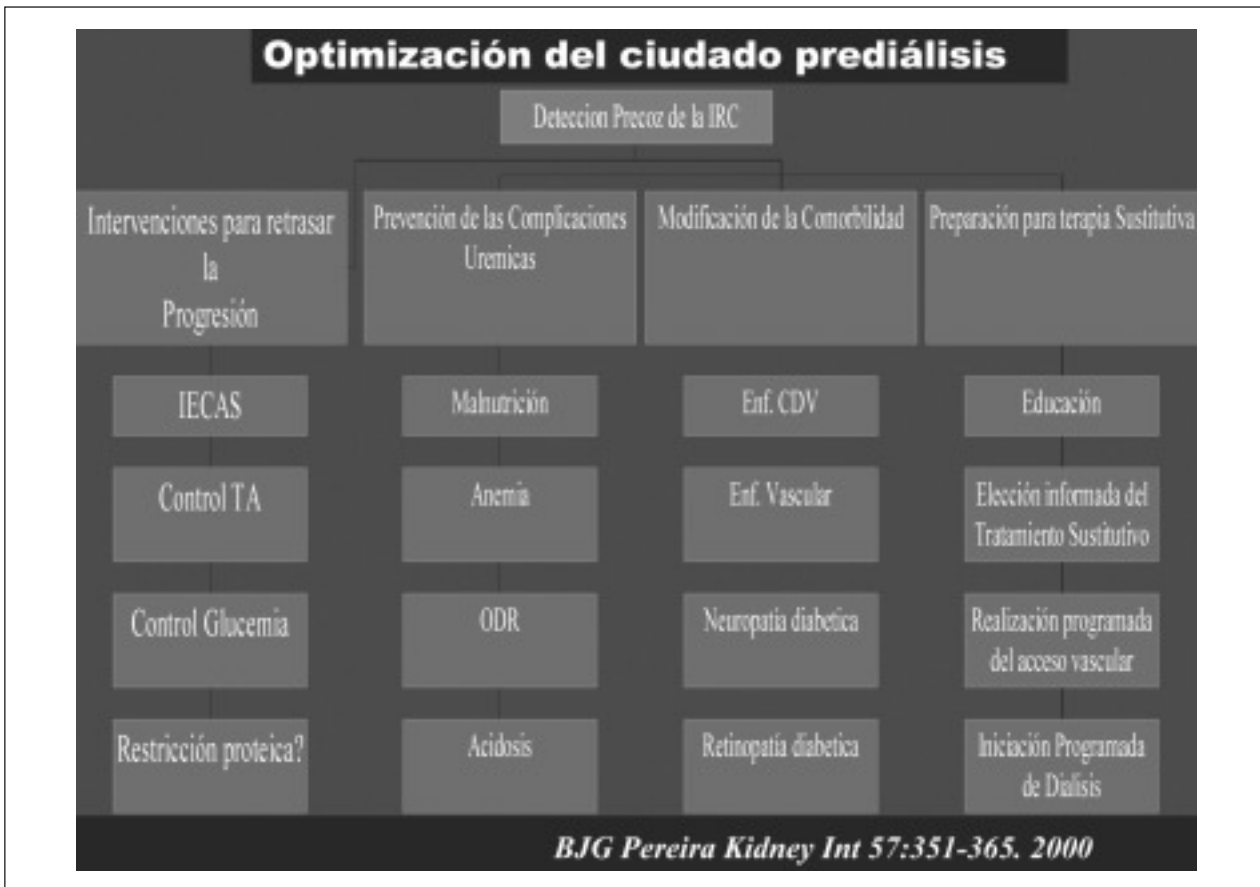 Optimización del ciudado prediálisis
Deteccion Precoz de la IRC
Intervenciones para retrasar
la
Progresión
IECAS
Control TA
Control Glucemia
Restricción proteica?
Prevención de las Complicaciones
Uremicas
Malnutrición
Anemia
ODR
Acidosis
Modificación de la Comorbilidad
Enf. CDV
Enf. Vascular
Neuropatia diabetica
Retinopatía diabetica
Preparación para terapia Sustitutiva
Educación
Elección informada del
Tratamiento Sustitutivo
Realización programada
del acceso vascular
Iniciación Programada
de Dialisis
BJG Pereira Kidney Int 57:351-365. 2000